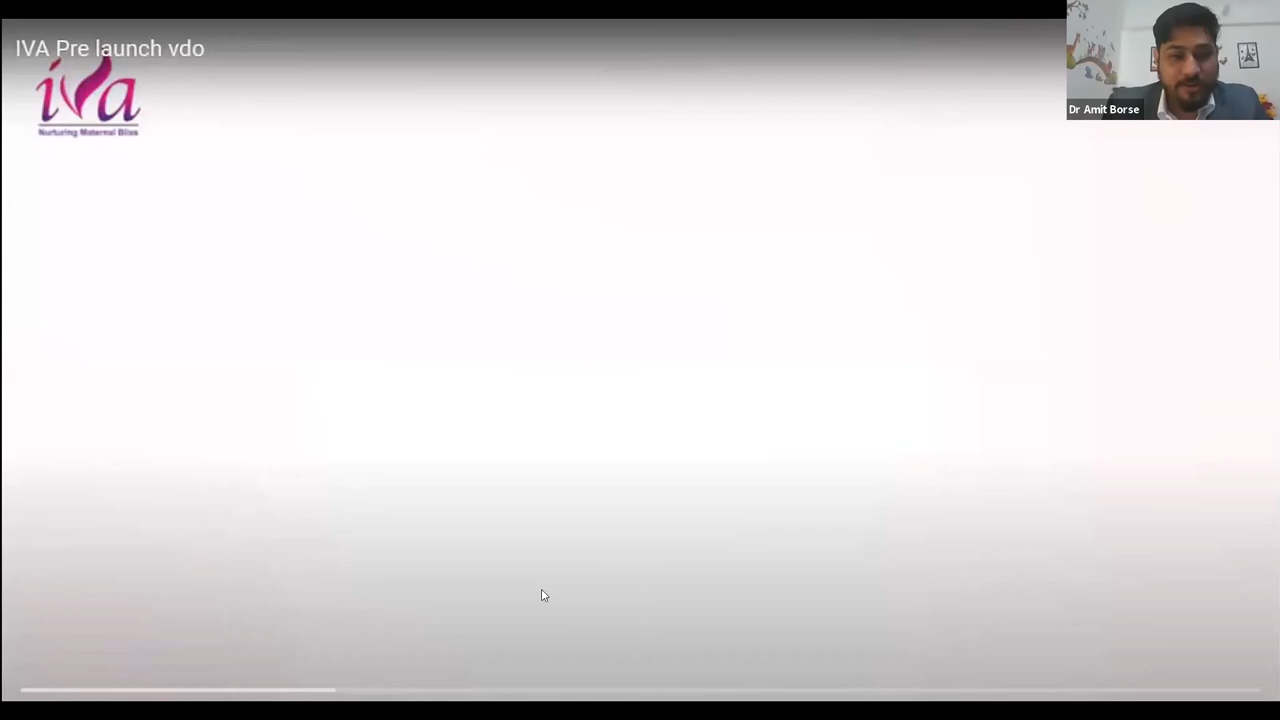 IVA Pre launch vdo
iva
Nurturing Maternal Bliss
Dr Amit Borse